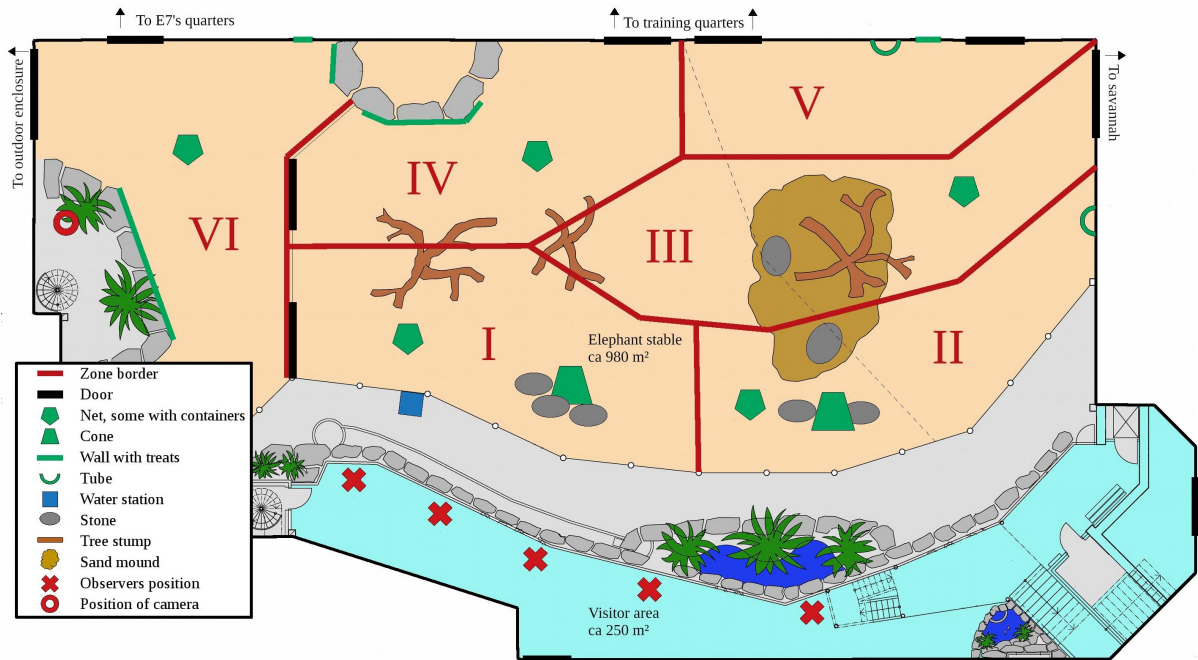 To E7's quarters
To training quarters
To outdoor enclosure
To savannah
V
IV
VI
III
I
II
Elephant stable
ca 980 m²
Zone border
Door
Net, some with containers
Cone
Wall with treats
Tube
Water station
Stone
Tree stump
Sand mound
Observers position
Position of camera
Visitor area
ca 250 m²